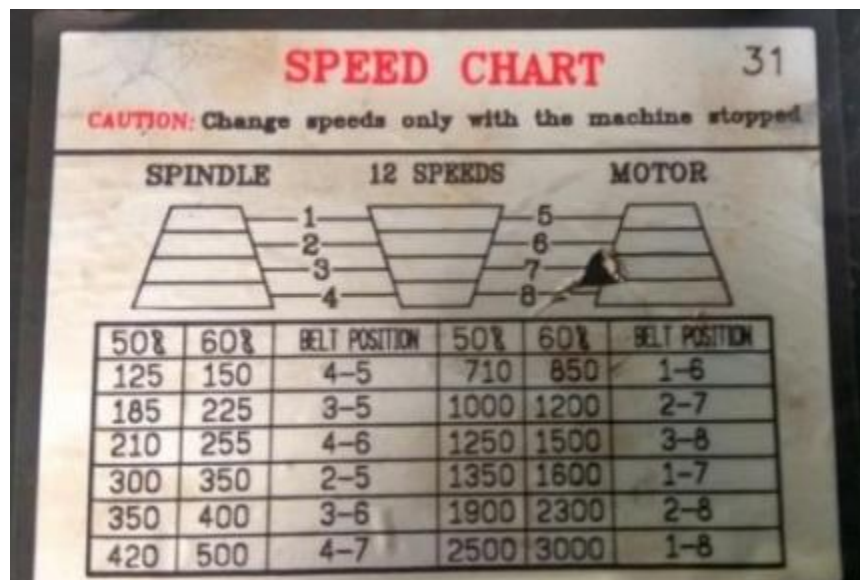 SPEED CHART 31
CAUTION: Change speeds only with the machine stopped
SPINDLE 12 SPEEDS MOTOR
1 5
2 6
3 7
4 8
50% 60% BELT POSITION 50% 60% BELT POSITION
125 150 4-5 710 850 1-6
185 225 3-5 1000 1200 2-7
210 255 4-6 1250 1500 3-8
300 350 2-5 1350 1600 1-7
350 400 3-6 1900 2300 2-8
420 500 4-7 2500 3000 1-8